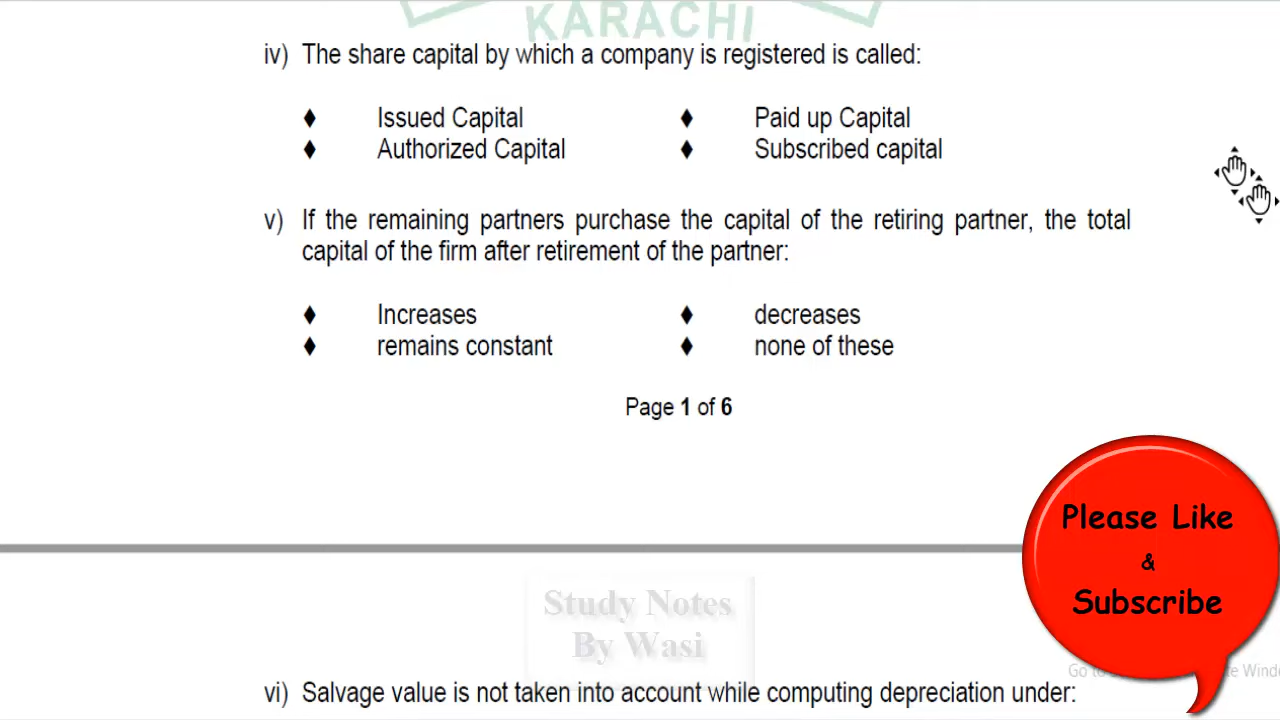 KARACHI
iv) The share capital by which a company is registered is called:
♦ Issued Capital ♦ Paid up Capital
♦ Authorized Capital ♦ Subscribed capital
v) If the remaining partners purchase the capital of the retiring partner, the total
capital of the firm after retirement of the partner:
♦ Increases ♦ decreases
♦ remains constant ♦ none of these
Page 1 of 6
Please Like
&
Subscribe
Study Notes
By Wasi
Go to
vi) Salvage value is not taken into account while computing depreciation under: